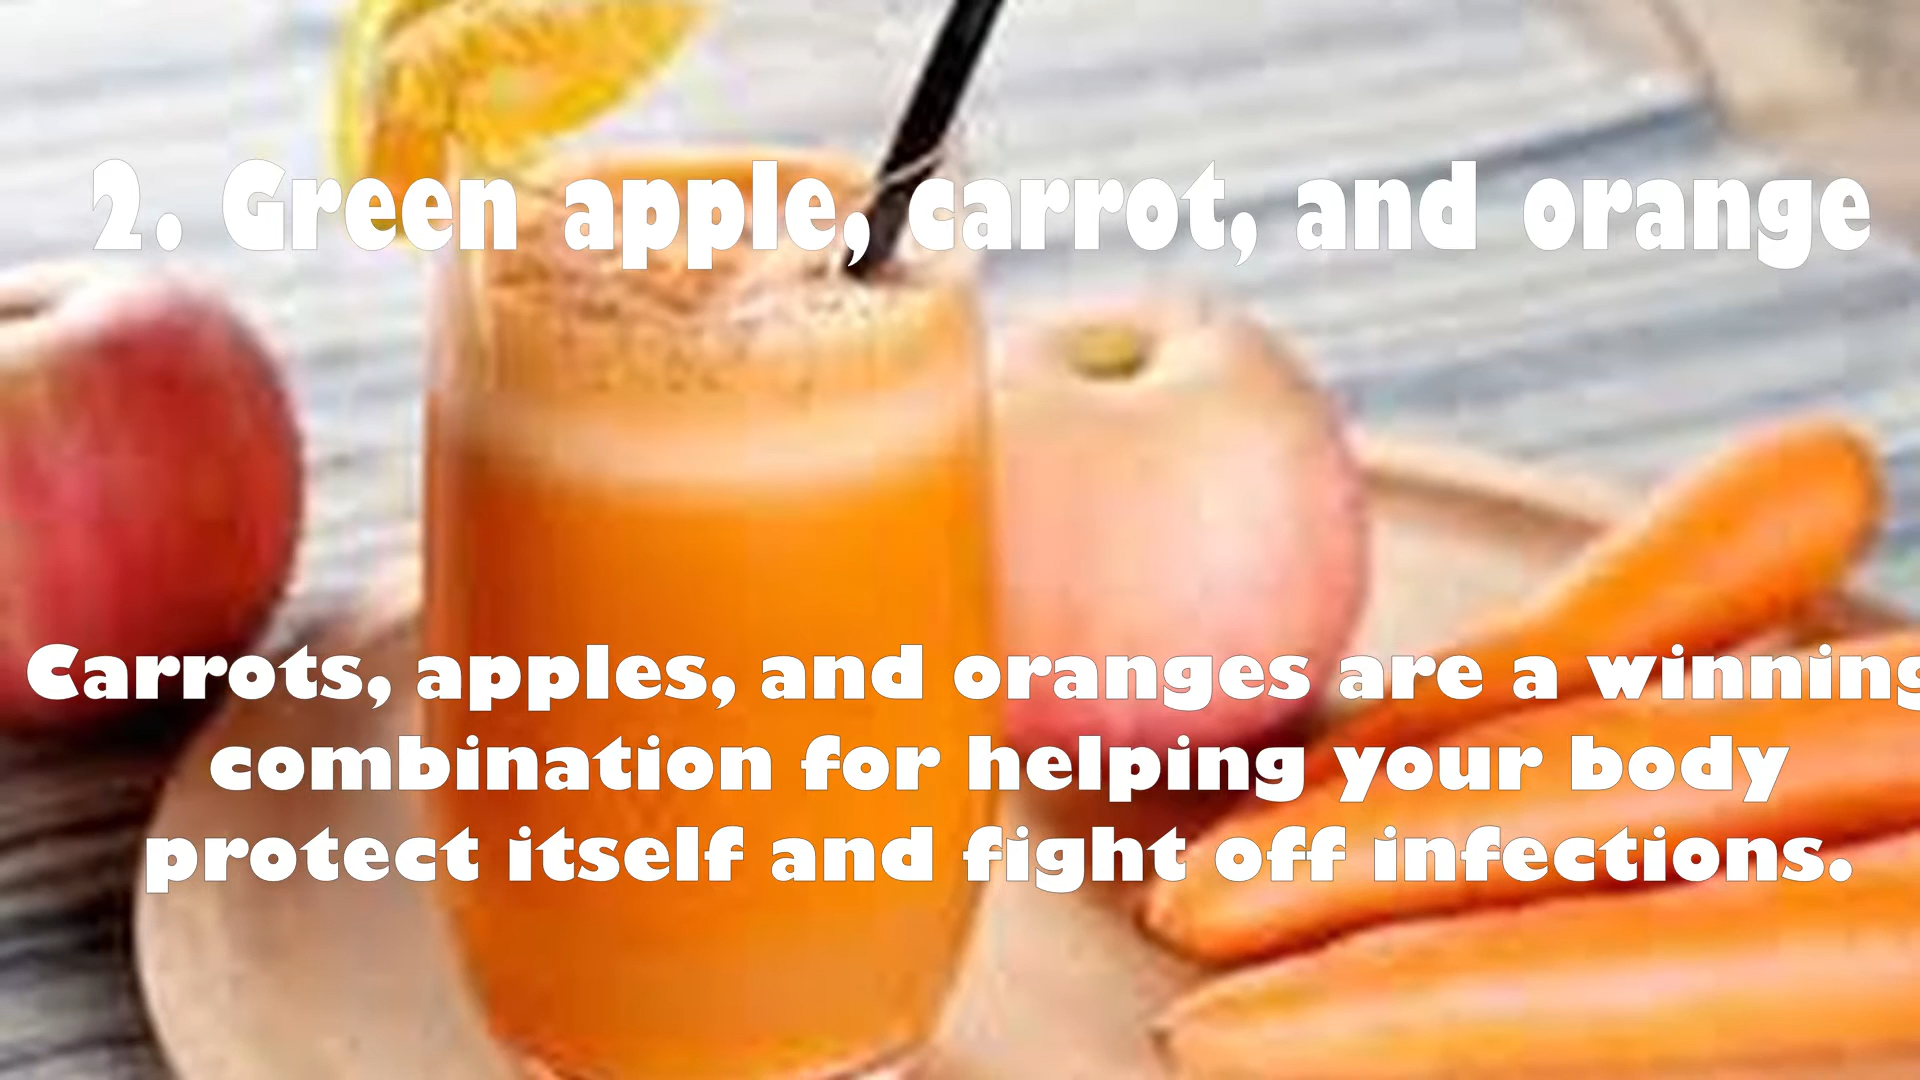 2. Green apple, carrot, and orange
Carrots, apples, and oranges are a winning
combination for helping your body
protect itself and fight off infections.